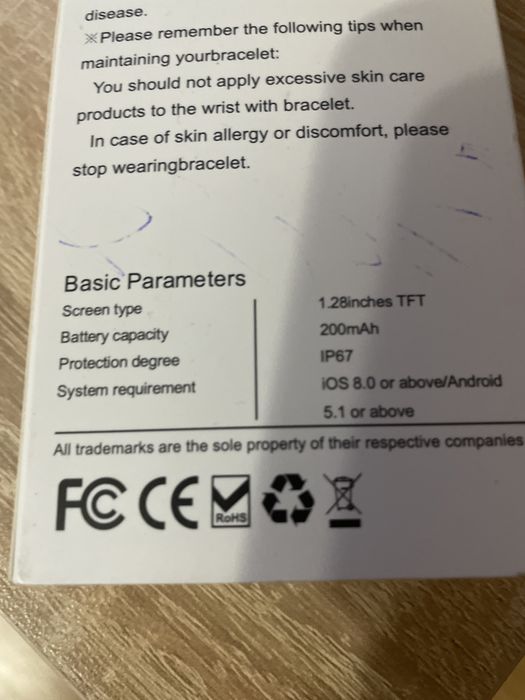 disease.
※Please remember the following tips when
maintaining yourbracelet:
You should not apply excessive skin care
products to the wrist with bracelet.
In case of skin allergy or discomfort, please
stop wearingbracelet.
Basic Parameters
Screen type 1.28inches TFT
Battery capacity 200mAh
Protection degree IP67
System requirement iOS 8.0 or above/Android
5.1 or above
All trademarks are the sole property of their respective companies
FC CE RoHS